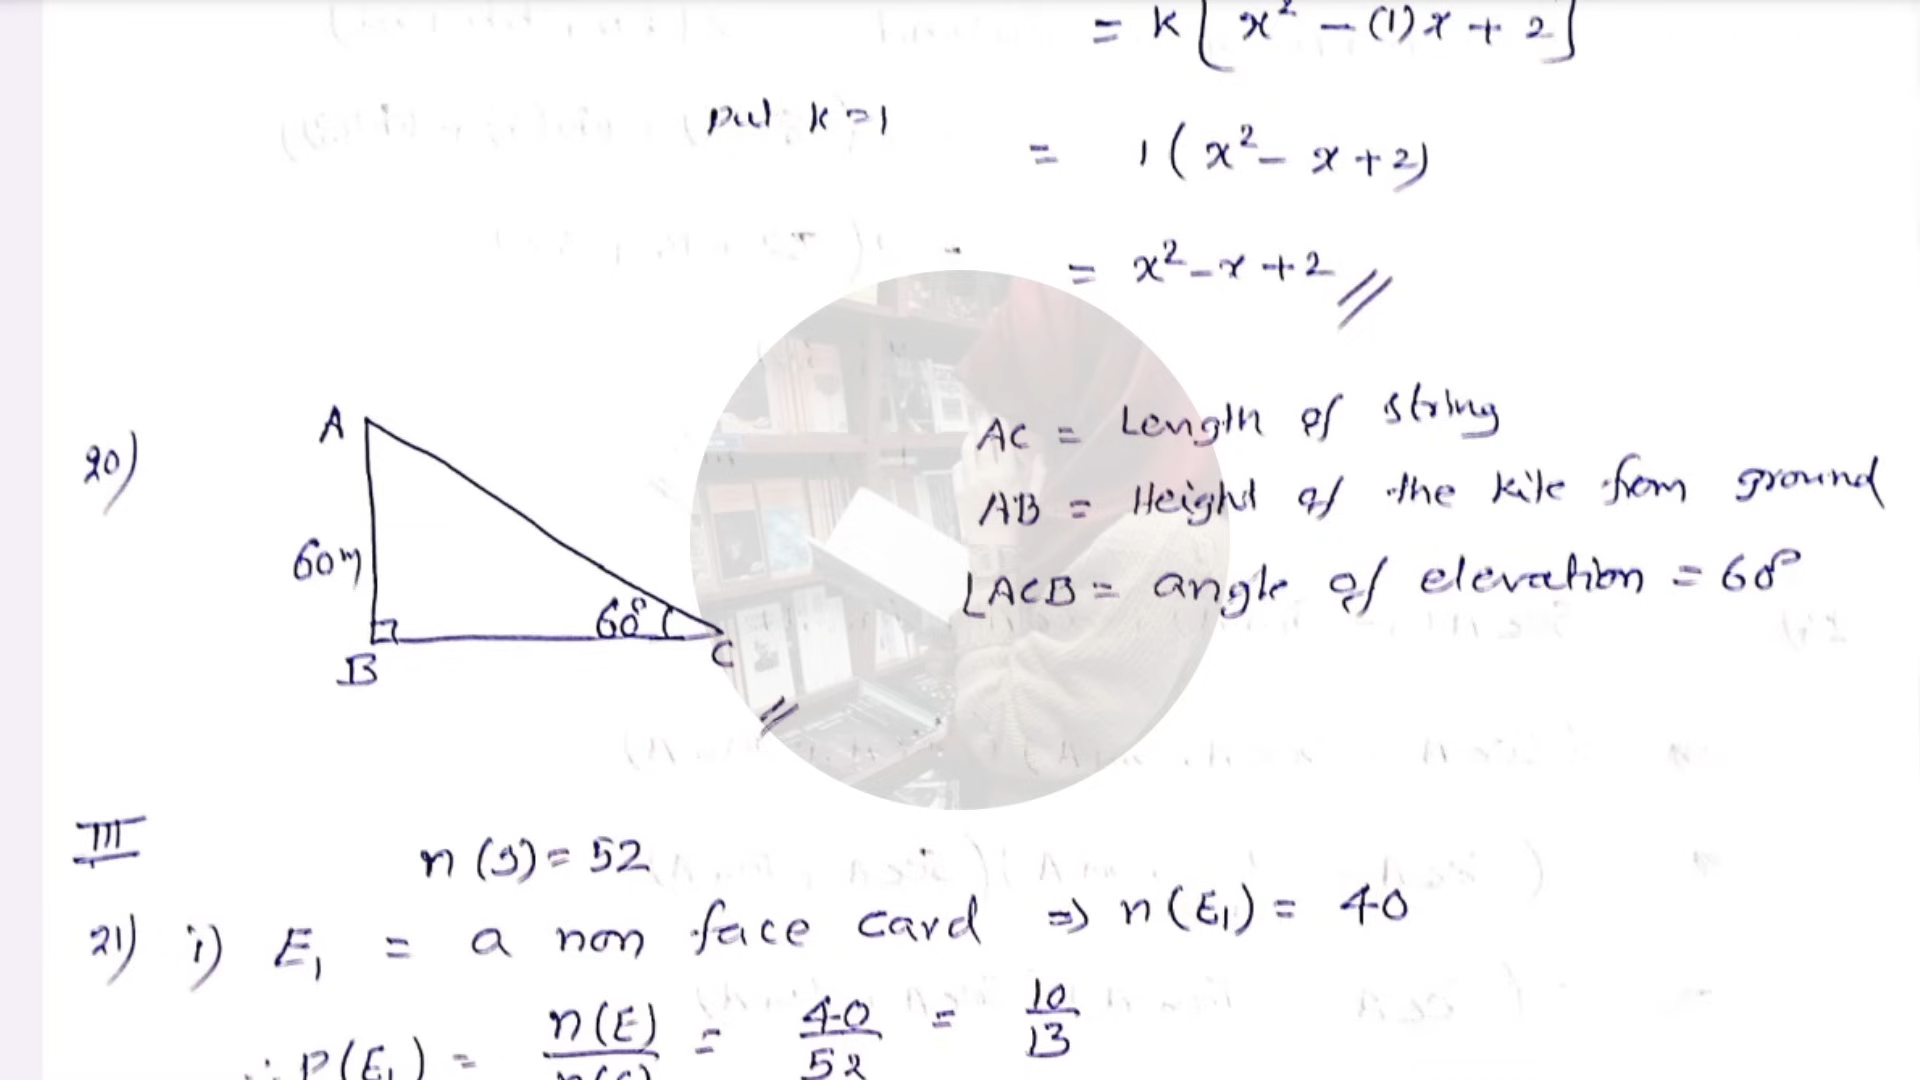 = K[x² - (1)x + 2]
put k=1
= 1(x² - x + 2)
= x² - x + 2 //
20)
A
60m
60°
B
C
AC = Length of string
AB = Height of the kite from ground
∠ACB = angle of elevation = 60°
//
III
n(S) = 52
21) i) E₁ = a non face card ⇒ n(E₁) = 40
∴ P(E₁) = n(E)/n(S) = 40/52 = 10/13